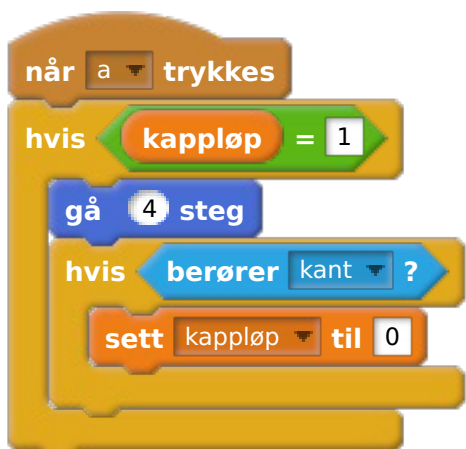 når a trykkes
hvis kappløp = 1
gå 4 steg
hvis berører kant ?
sett kappløp til 0